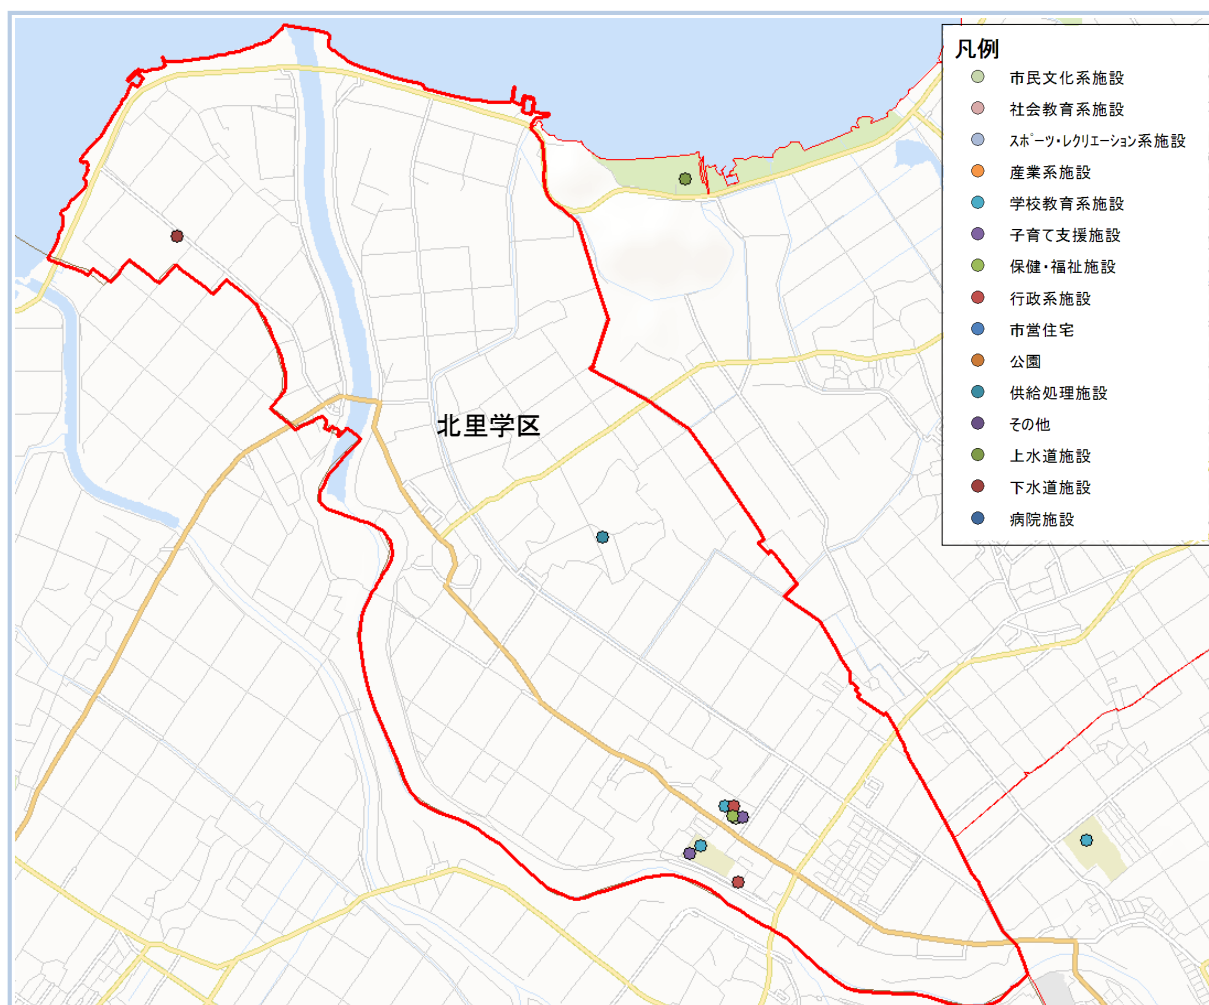 凡例
市民文化系施設
社会教育系施設
ｽﾎﾟｰﾂ・ﾚｸﾘｴｰｼｮﾝ系施設
産業系施設
学校教育系施設
子育て支援施設
保健・福祉施設
行政系施設
市営住宅
公園
供給処理施設
その他
上水道施設
下水道施設
病院施設
北里学区